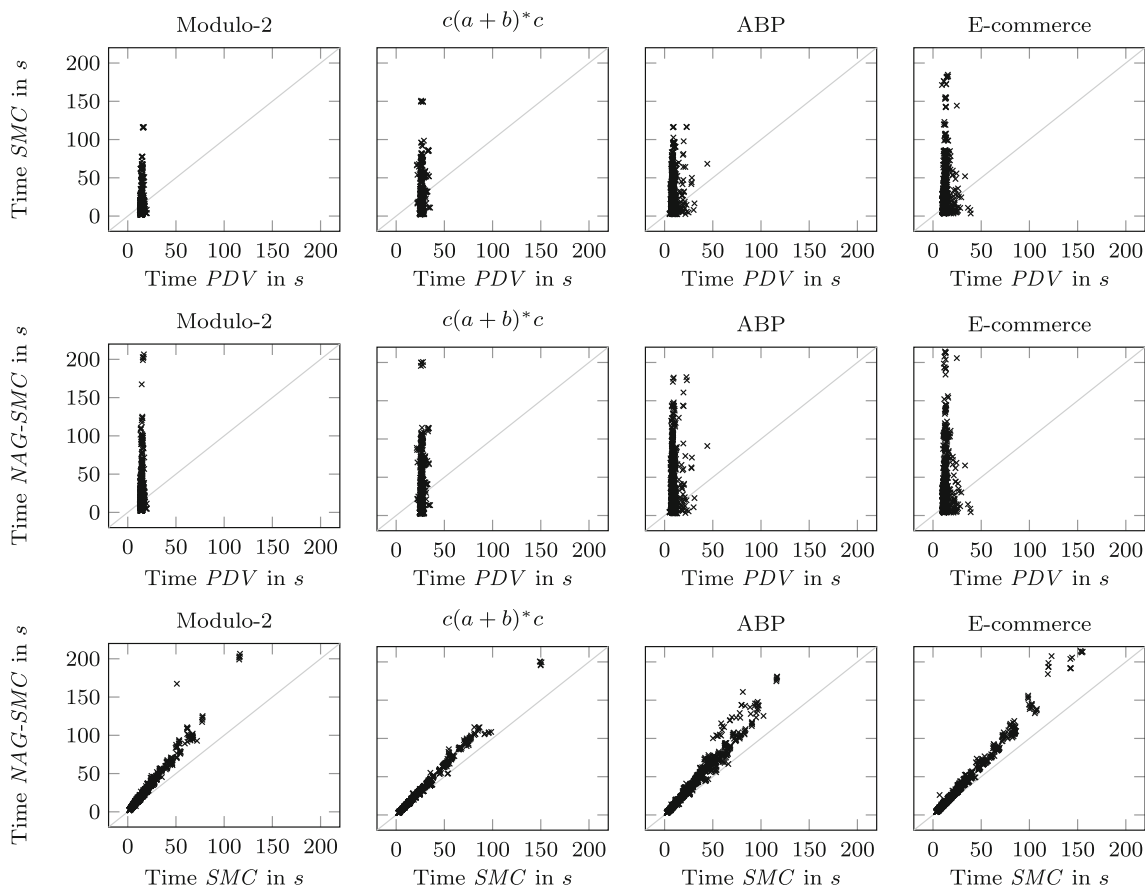 Modulo-2 c(a + b)*c ABP E-commerce
Time SMC in s
200
150
100
50
0
0 50 100 150 200 0 50 100 150 200 0 50 100 150 200 0 50 100 150 200
Time PDV in s Time PDV in s Time PDV in s Time PDV in s
Modulo-2 c(a + b)*c ABP E-commerce
Time NAG-SMC in s
200
150
100
50
0
0 50 100 150 200 0 50 100 150 200 0 50 100 150 200 0 50 100 150 200
Time PDV in s Time PDV in s Time PDV in s Time PDV in s
Modulo-2 c(a + b)*c ABP E-commerce
Time NAG-SMC in s
200
150
100
50
0
0 50 100 150 200 0 50 100 150 200 0 50 100 150 200 0 50 100 150 200
Time SMC in s Time SMC in s Time SMC in s Time SMC in s